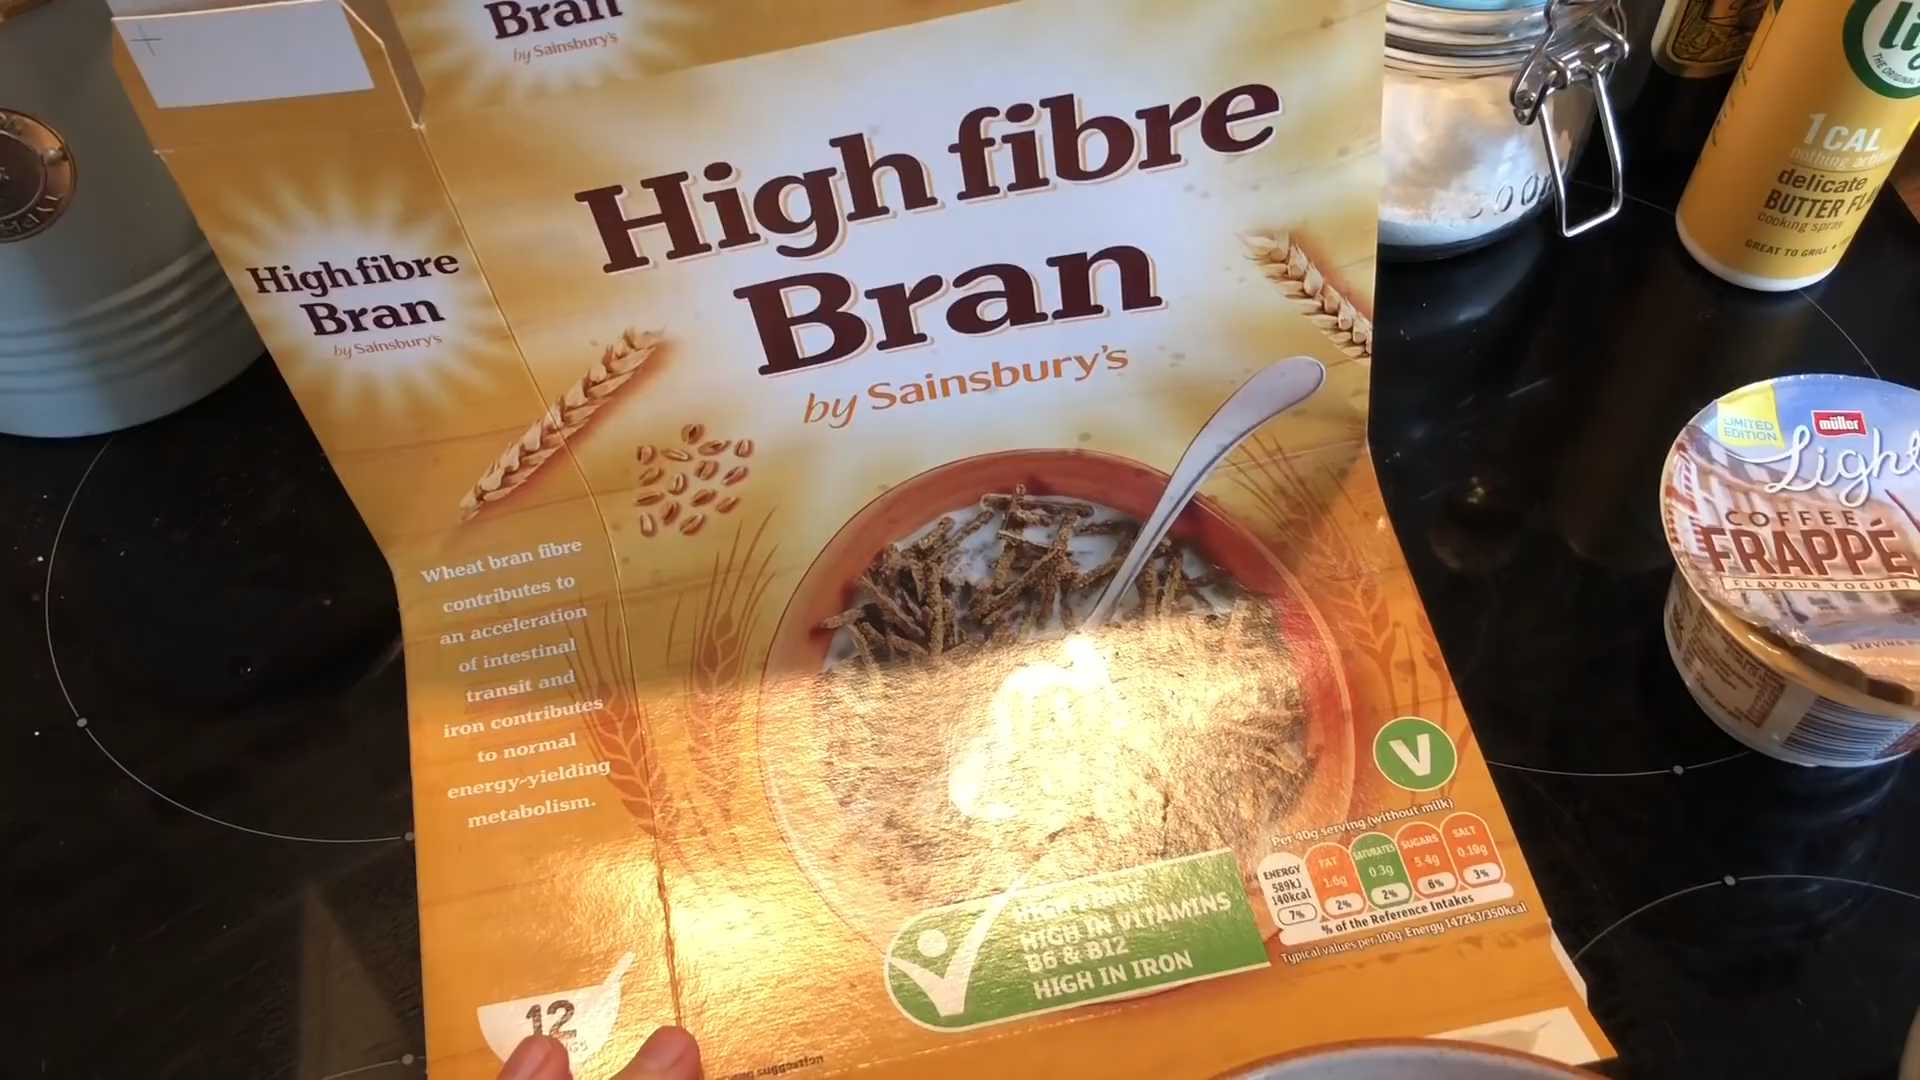 Bran
by Sainsbury's
High fibre
Bran
by Sainsbury's
High fibre
Bran
by Sainsbury's
Wheat bran fibre
contributes to
an acceleration
of intestinal
transit and
iron contributes
to normal
energy-yielding
metabolism.
12
suggestion
HIGH FIBRE
HIGH IN VITAMINS
B6 & B12
HIGH IN IRON
V
Per 40g serving (without milk)
ENERGY
589kJ
140kcal
7%
FAT
1.6g
2%
SATURATES
0.3g
2%
SUGARS
5.4g
6%
SALT
0.19g
3%
% of the Reference Intakes
Typical values per 100g: Energy 1472kJ/350kcal
THE ORIGINAL
1 CAL
delicate
BUTTER
cooking spray
GREAT TO GRILL
LIMITED
EDITION
müller
Light
COFFEE
FRAPPÉ
FLAVOUR YOGURT